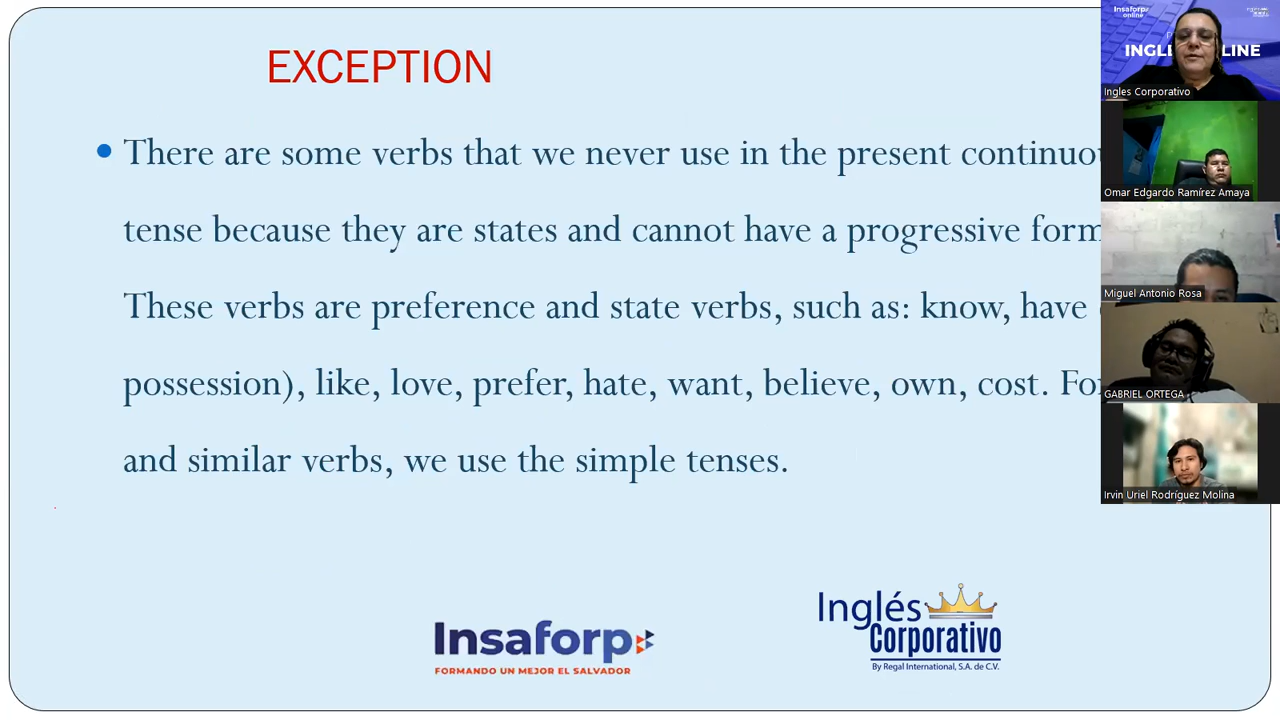 EXCEPTION
There are some verbs that we never use in the present
tense because they are states and cannot have a progressive form
These verbs are preference and state verbs, such as: know, have
possession), like, love, prefer, hate, want, believe, own, cost.
and similar verbs, we use the simple tenses.
Insaforp
FORMANDO UN MEJOR EL SALVADOR
Inglés
Corporativo
By Regal International, S.A. de C.V.
Insaforp
online
Ingles Corporativo
Omar Edgardo Ramírez Amaya
Miguel Antonio Rosa
GABRIEL ORTEGA
Irvin Uriel Rodríguez Molina